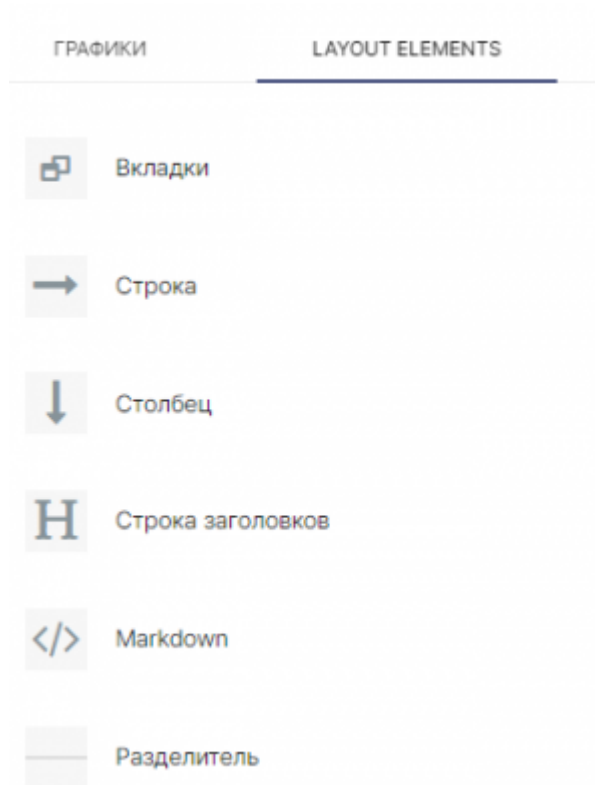 ГРАФИКИ LAYOUT ELEMENTS
Вкладки
Строка
Столбец
H Строка заголовков
</> Markdown
Разделитель